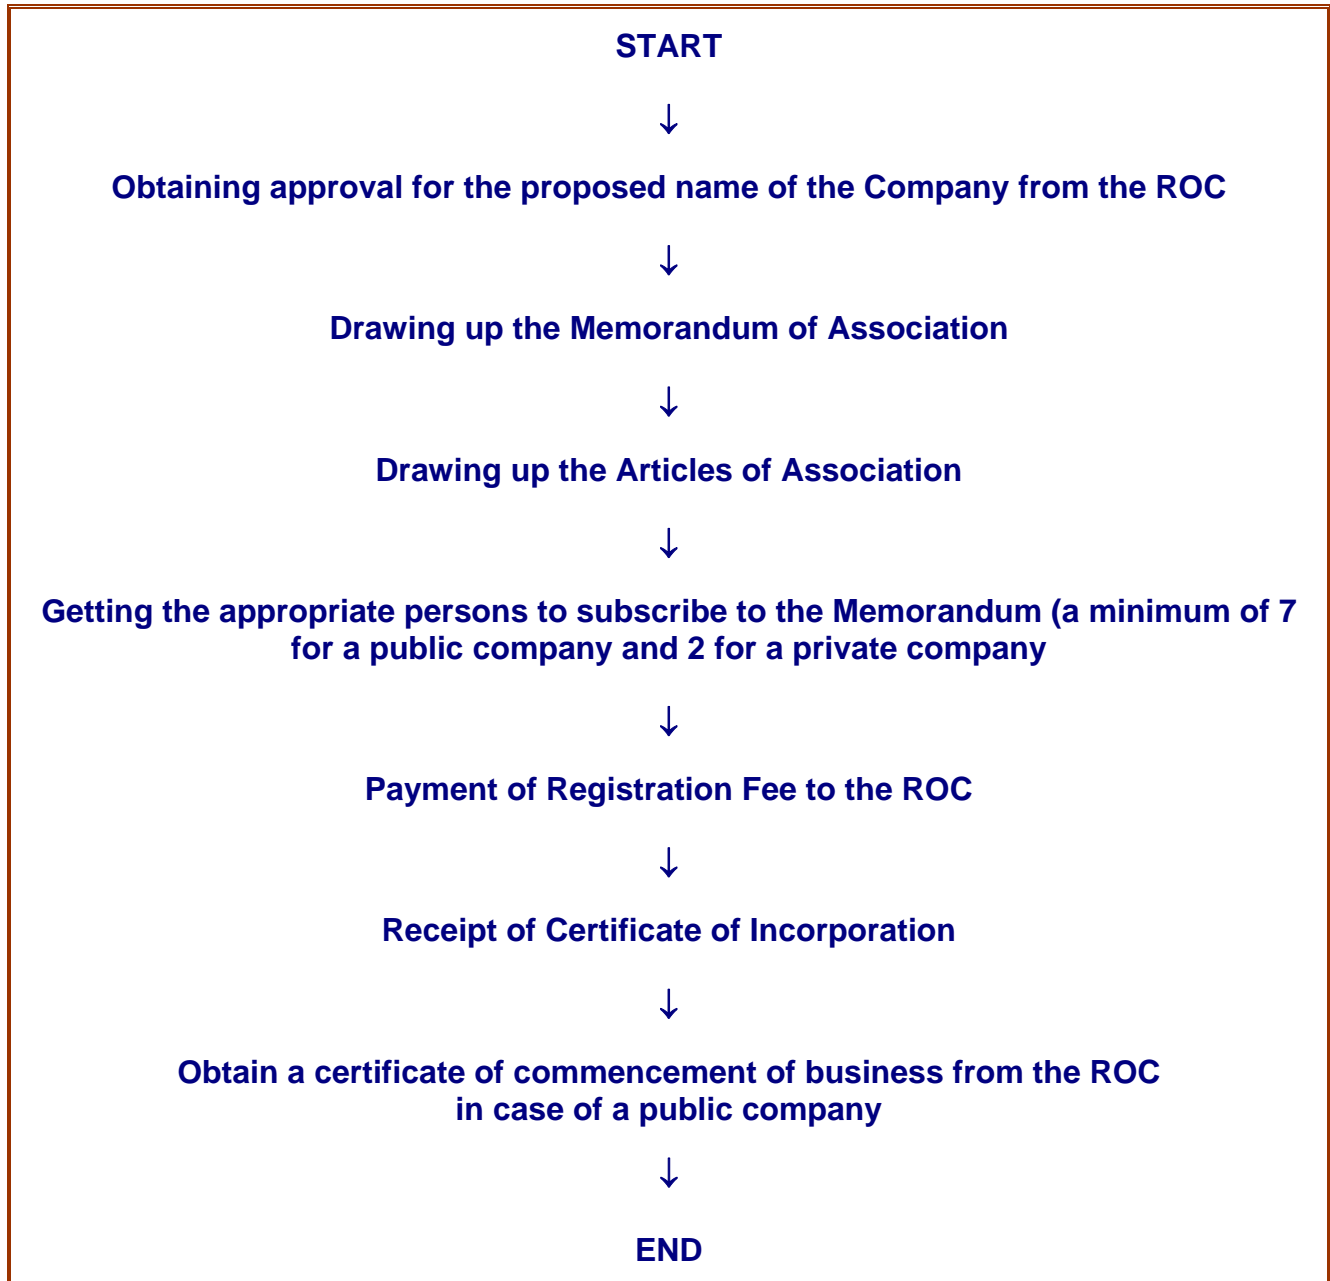 START
↓
Obtaining approval for the proposed name of the Company from the ROC
↓
Drawing up the Memorandum of Association
↓
Drawing up the Articles of Association
↓
Getting the appropriate persons to subscribe to the Memorandum (a minimum of 7
for a public company and 2 for a private company
↓
Payment of Registration Fee to the ROC
↓
Receipt of Certificate of Incorporation
↓
Obtain a certificate of commencement of business from the ROC
in case of a public company
↓
END